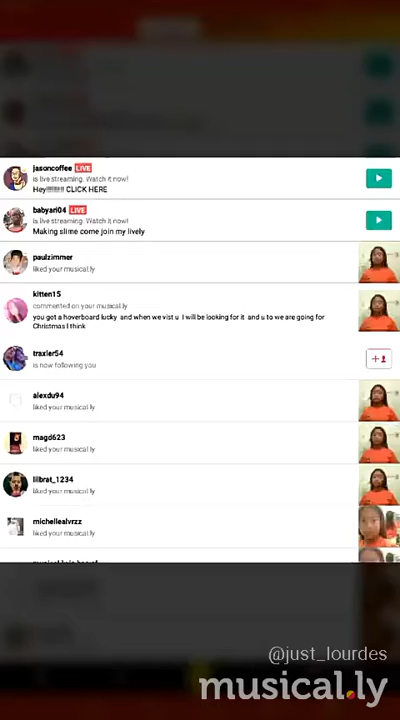 jasoncoffee LIVE
is live streaming. Watch it now!
Hey!!!!!!!!! CLICK HERE
babyari04 LIVE
is live streaming. Watch it now!
Making slime come join my lively
paulzimmer
liked your musical.ly
kitten15
commented on your musical.ly
you got a hoverboard lucky and when we vist u I will be looking for it and u to we are going for
Christmas I think
traxler54
is now following you
alexdu94
liked your musical.ly
magd623
liked your musical.ly
lilbrat_1234
liked your musical.ly
michellealvrzz
liked your musical.ly
@just_lourdes
musical.ly